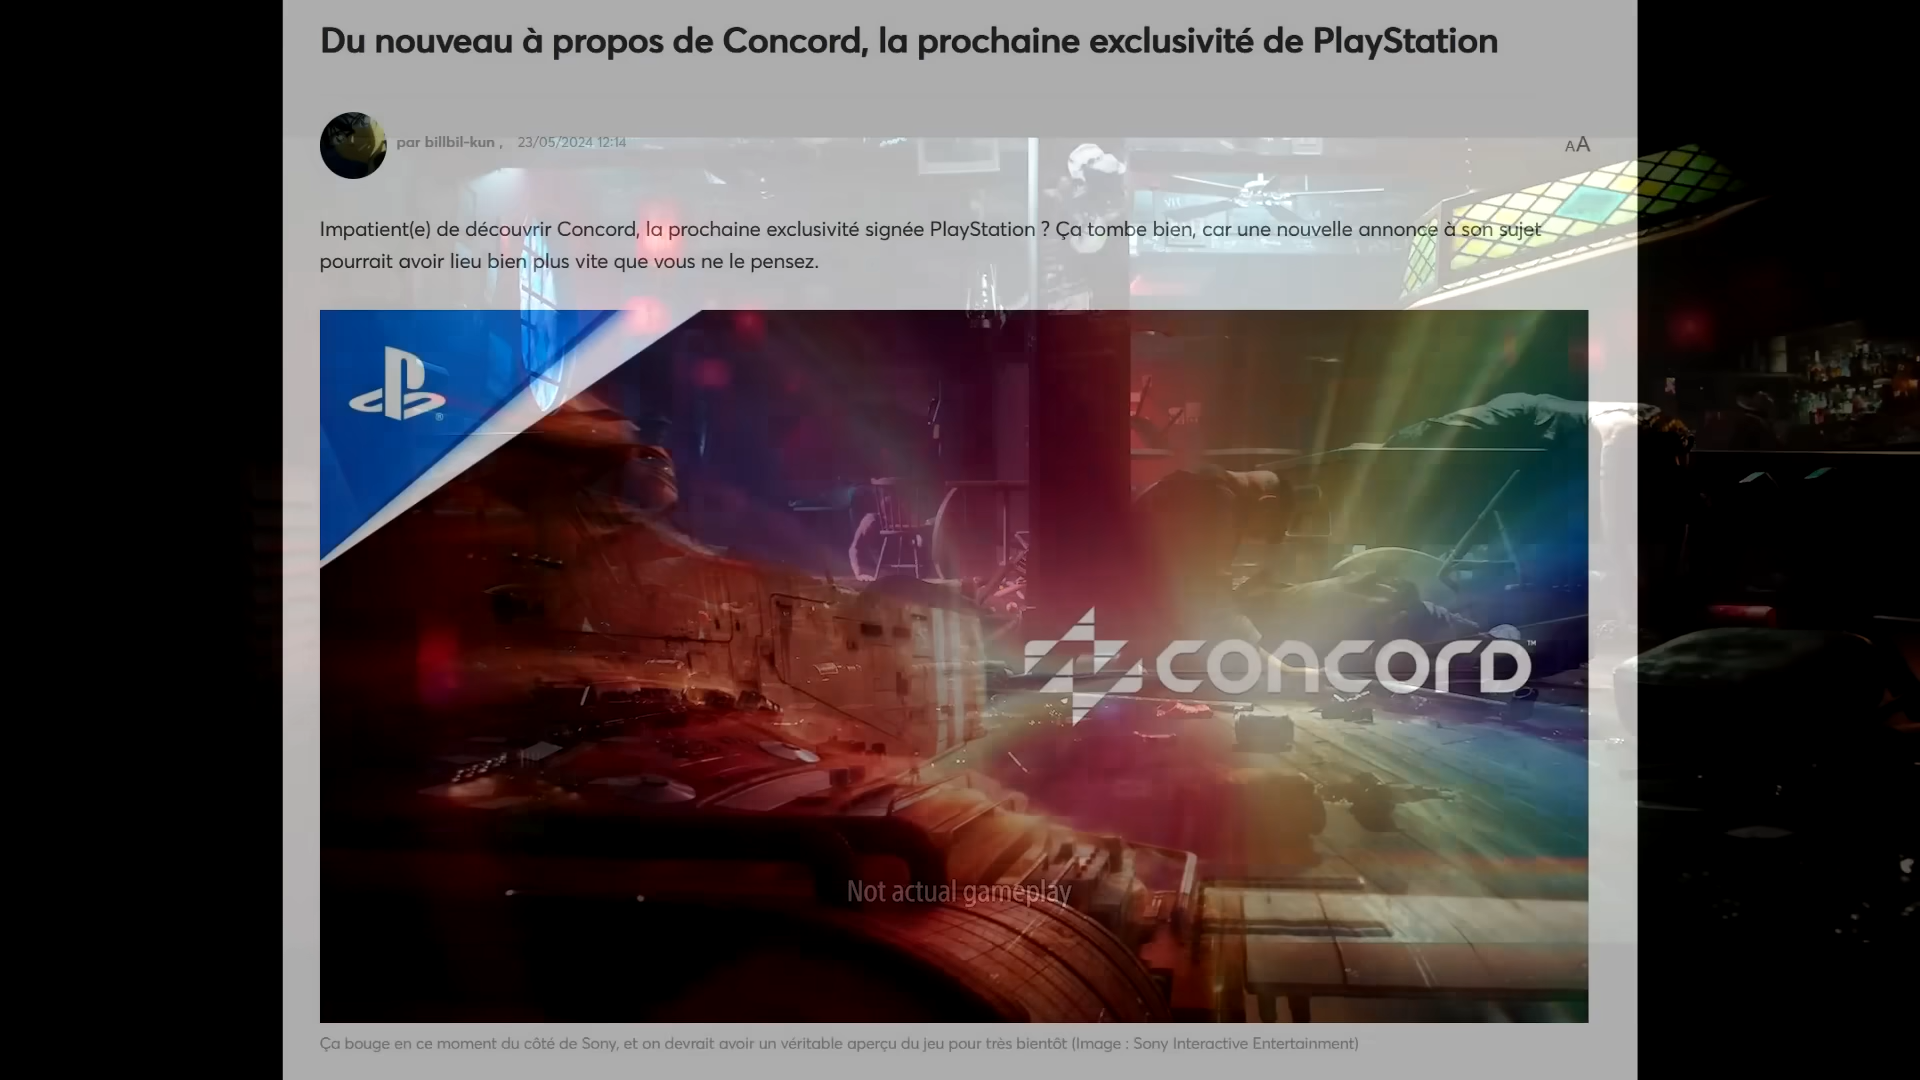 Du nouveau à propos de Concord, la prochaine exclusivité de PlayStation
par billbil-kun , 23/05/2024 12:14
AA
Impatient(e) de découvrir Concord, la prochaine exclusivité signée PlayStation ? Ça tombe bien, car une nouvelle annonce à son sujet
pourrait avoir lieu bien plus vite que vous ne le pensez.
CONCORD™
Not actual gameplay
Ça bouge en ce moment du côté de Sony, et on devrait avoir un véritable aperçu du jeu pour très bientôt (Image : Sony Interactive Entertainment)